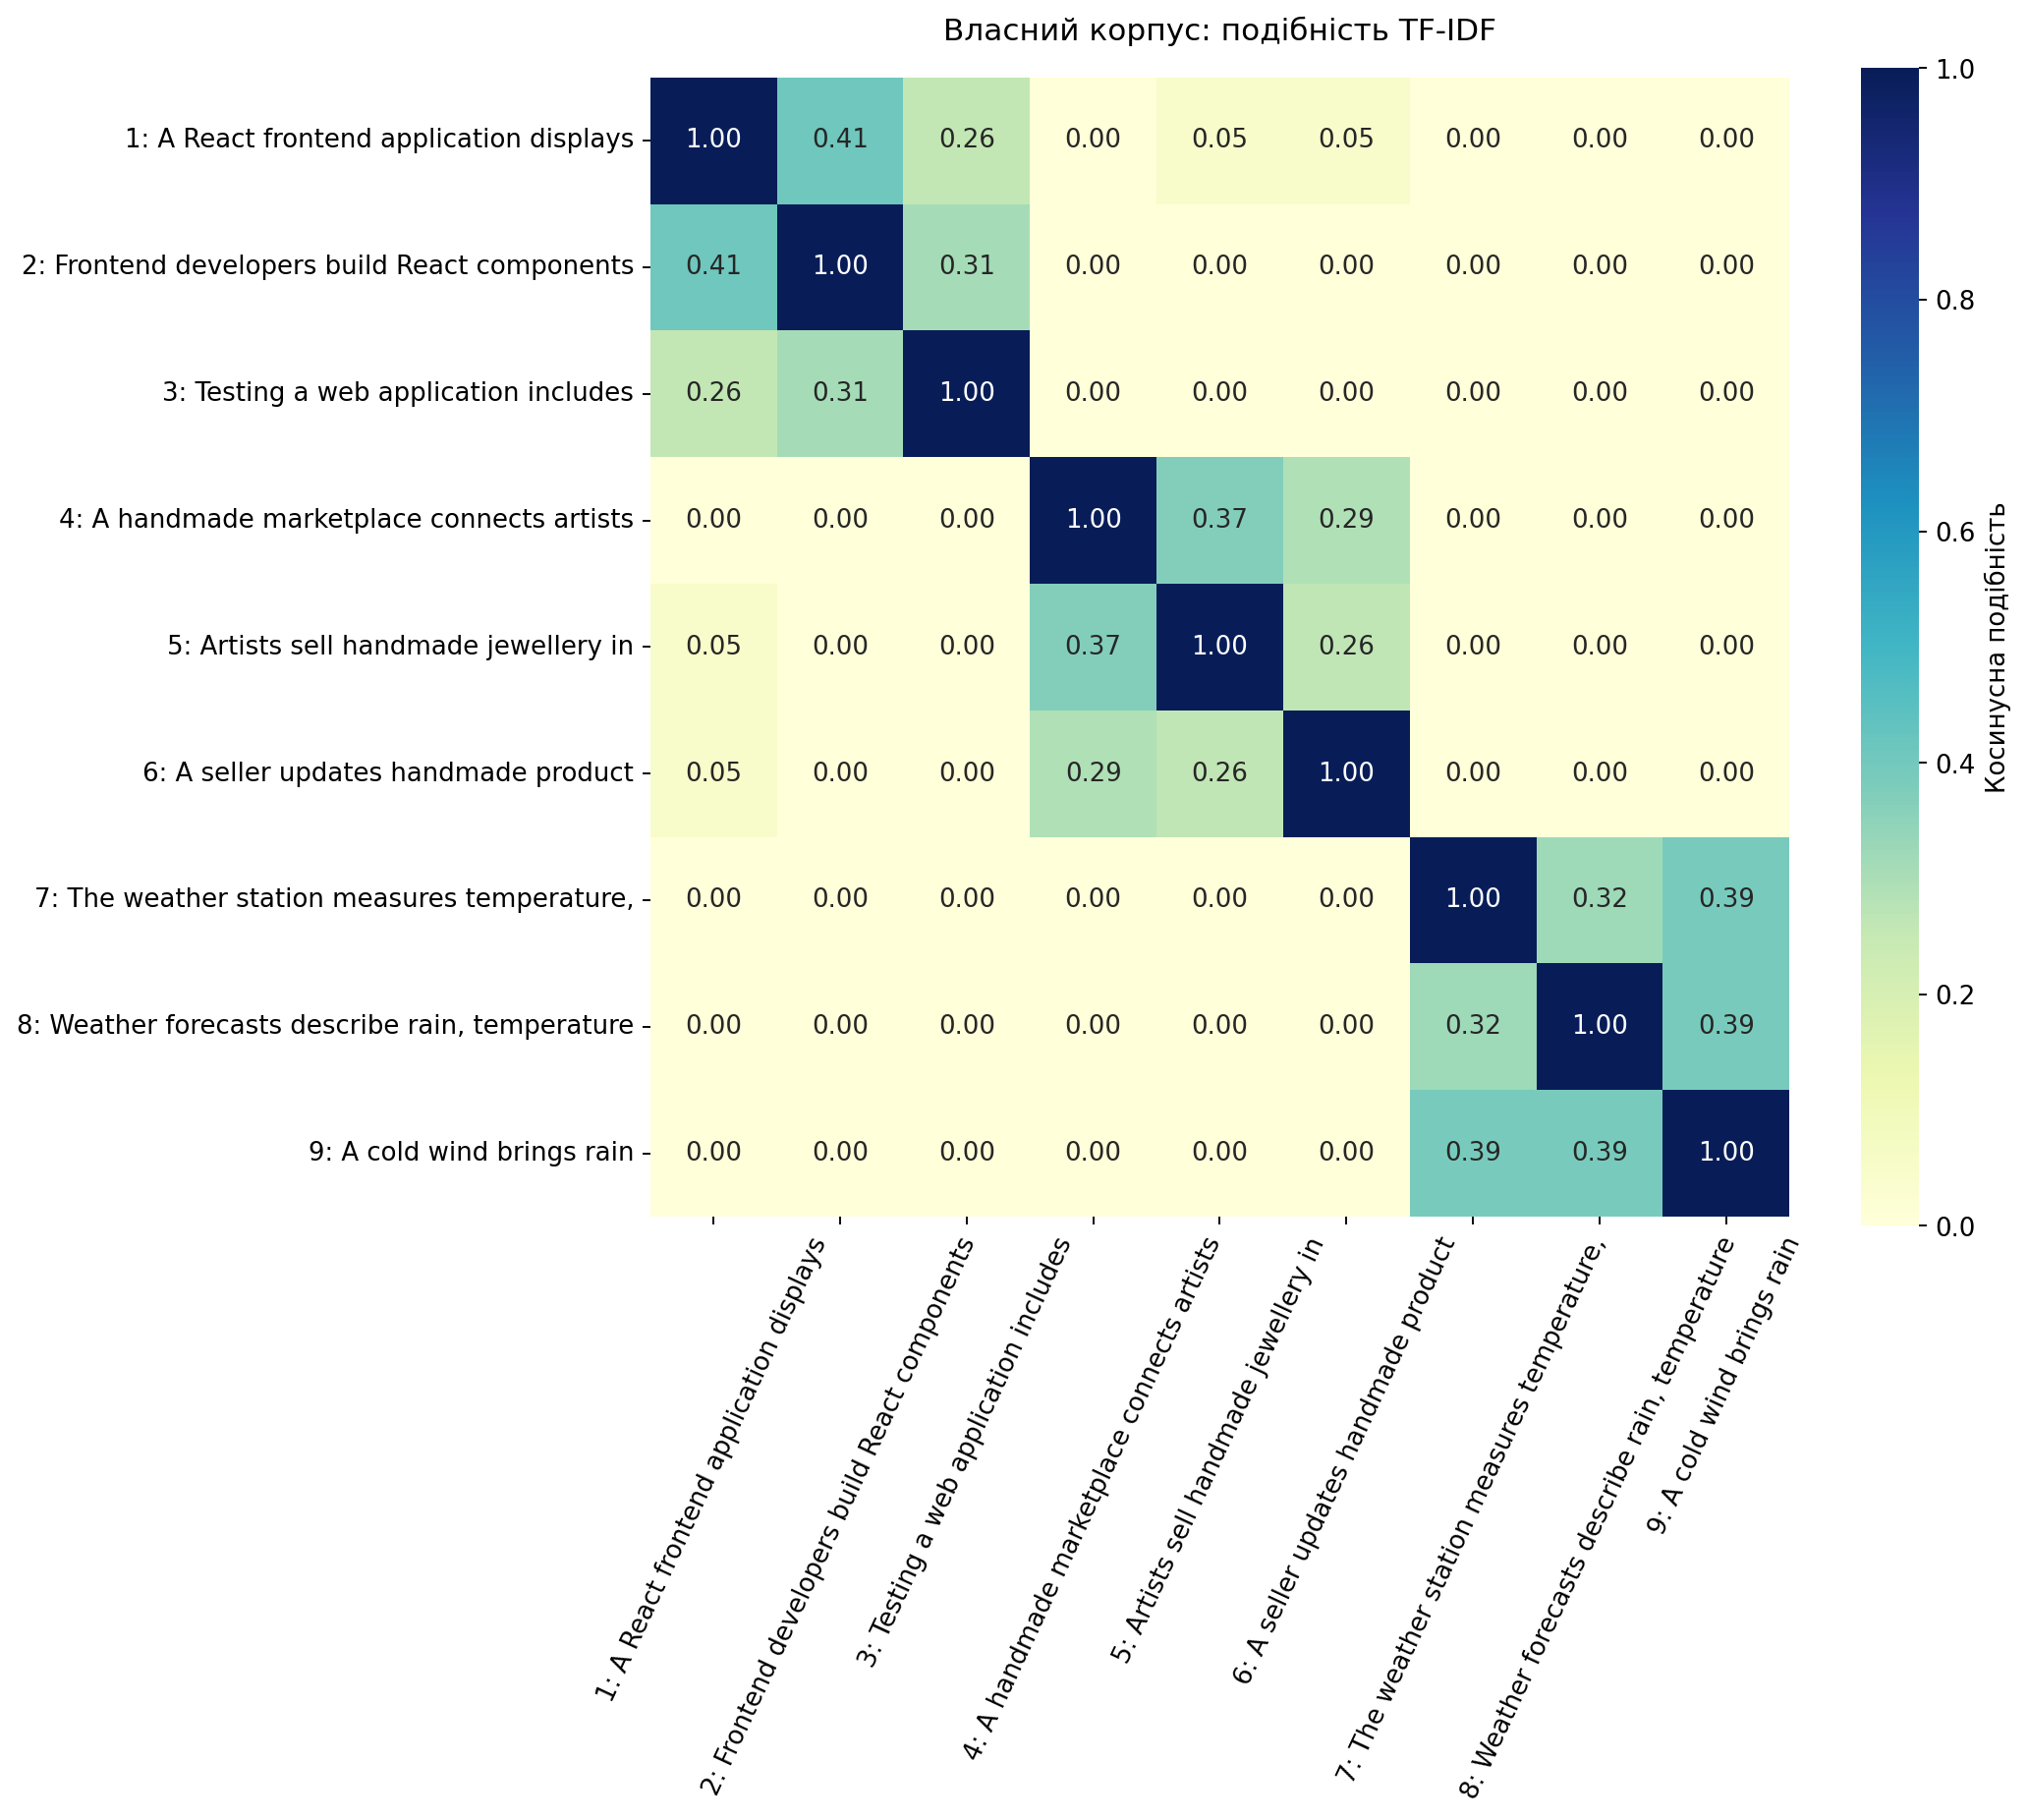 Власний корпус: подібність TF-IDF
1: A React frontend application displays
1.00 0.41 0.26 0.00 0.05 0.05 0.00 0.00 0.00
2: Frontend developers build React components
0.41 1.00 0.31 0.00 0.00 0.00 0.00 0.00 0.00
3: Testing a web application includes
0.26 0.31 1.00 0.00 0.00 0.00 0.00 0.00 0.00
4: A handmade marketplace connects artists
0.00 0.00 0.00 1.00 0.37 0.29 0.00 0.00 0.00
5: Artists sell handmade jewellery in
0.05 0.00 0.00 0.37 1.00 0.26 0.00 0.00 0.00
6: A seller updates handmade product
0.05 0.00 0.00 0.29 0.26 1.00 0.00 0.00 0.00
7: The weather station measures temperature,
0.00 0.00 0.00 0.00 0.00 0.00 1.00 0.32 0.39
8: Weather forecasts describe rain, temperature
0.00 0.00 0.00 0.00 0.00 0.00 0.32 1.00 0.39
9: A cold wind brings rain
0.00 0.00 0.00 0.00 0.00 0.00 0.39 0.39 1.00
1: A React frontend application displays
2: Frontend developers build React components
3: Testing a web application includes
4: A handmade marketplace connects artists
5: Artists sell handmade jewellery in
6: A seller updates handmade product
7: The weather station measures temperature,
8: Weather forecasts describe rain, temperature
9: A cold wind brings rain
1.0
0.8
0.6
0.4
0.2
0.0
Косинусна подібність